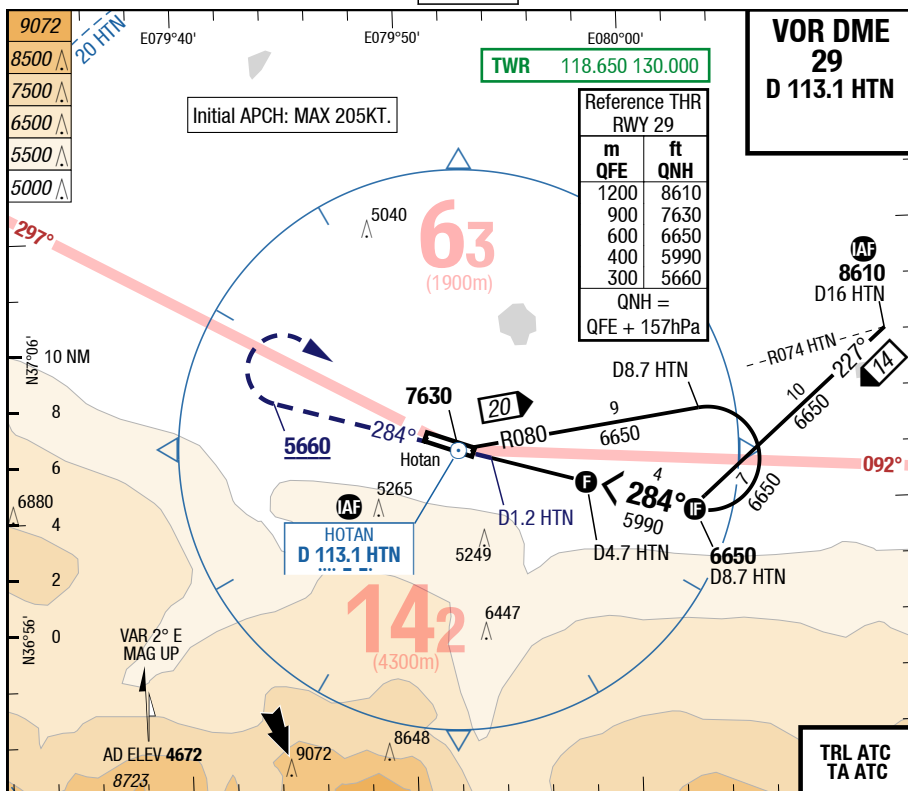 9072
8500
7500
6500
5500
5000
20 HTN
E079°40'
E079°50'
E080°00'
TWR 118.650 130.000
VOR DME
29
D 113.1 HTN
Initial APCH: MAX 205KT.
Reference THR
RWY 29
m ft
QFE QNH
1200 8610
900 7630
600 6650
400 5990
300 5660
QNH =
QFE + 157hPa
297°
5040
63
(1900m)
IAF
8610
D16 HTN
R074 HTN
227°
14
10
6650
N37°06'
10 NM
8
6
4
2
0
N36°56'
D8.7 HTN
7630
20
9
R080
6650
284°
5660
Hotan
092°
7
6650
F
4
284°
5990
IF
6650
D8.7 HTN
D1.2 HTN
D4.7 HTN
6880
IAF
5265
HOTAN
D 113.1 HTN
5249
142
(4300m)
6447
VAR 2° E
MAG UP
AD ELEV 4672
8723
9072
8648
TRL ATC
TA ATC